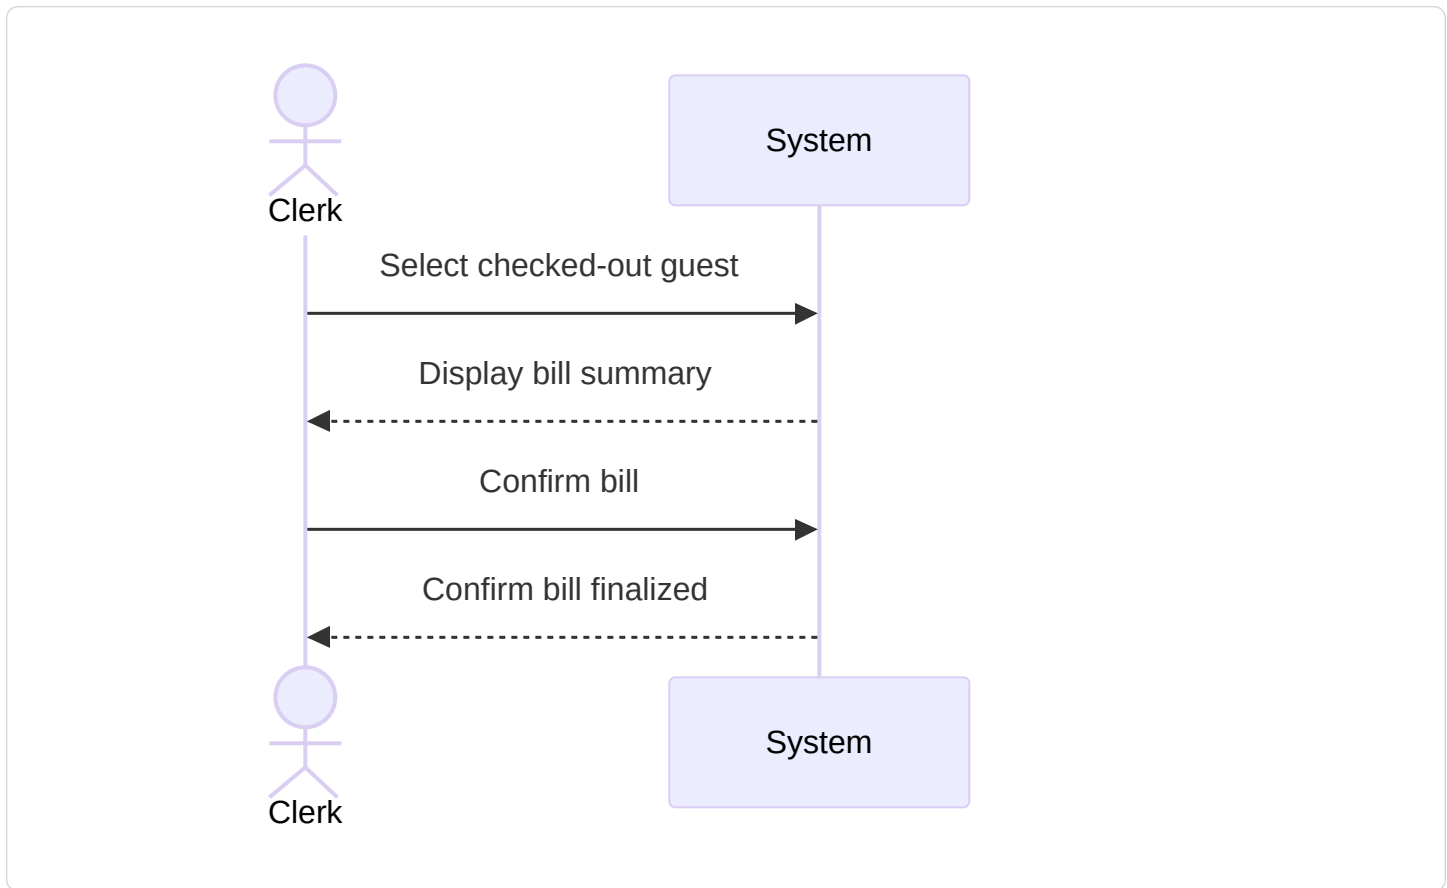 System
Clerk
Select checked-out guest
Display bill summary
Confirm bill
Confirm bill finalized
System
Clerk